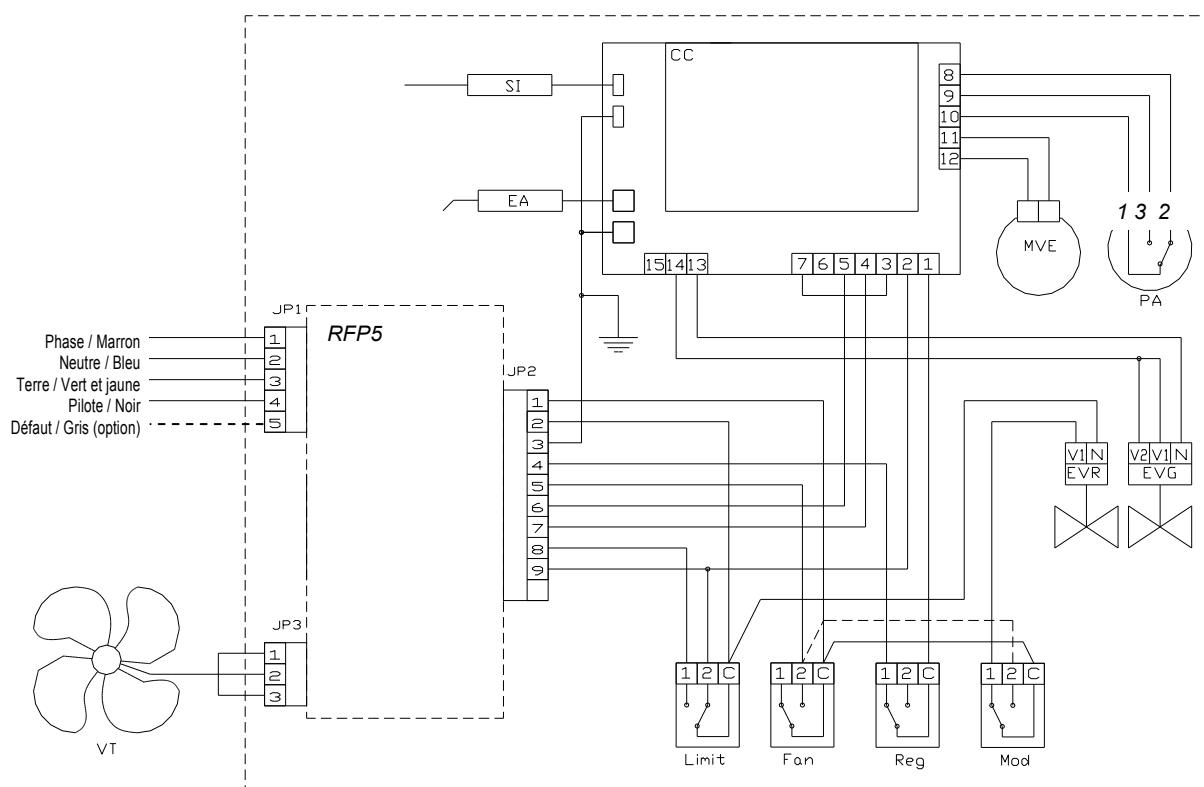 CC
SI
8
9
10
11
12
EA
1 3 2
MVE
PA
15 14 13
7 6 5 4 3 2 1
JP1
RFP5
Phase / Marron
Neutre / Bleu
Terre / Vert et jaune
Pilote / Noir
Défaut / Gris (option)
1
2
3
4
5
JP2
1
2
3
4
5
6
7
8
9
V1 N
EVR
V2 V1 N
EVG
JP3
1
2
3
VT
1 2 C
Limit
1 2 C
Fan
1 2 C
Reg
1 2 C
Mod